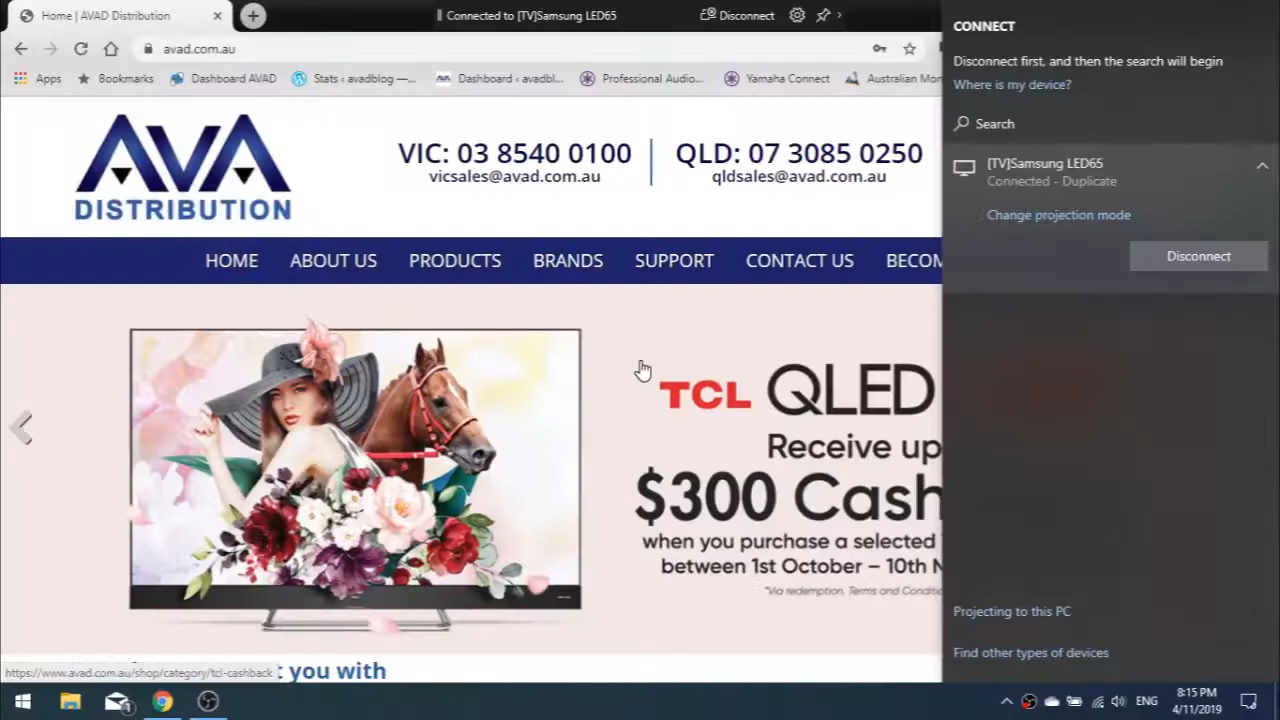 Home | AVAD Distribution
Connected to [TV]Samsung LED65
Disconnect
avad.com.au
Apps
Bookmarks
Dashboard AVAD
Stats ‹ avadblog —...
Dashboard ‹ avadbl...
Professional Audio...
Yamaha Connect
Australian Mon
AVA
DISTRIBUTION
VIC: 03 8540 0100
vicsales@avad.com.au
QLD: 07 3085 0250
qldsales@avad.com.au
HOME
ABOUT US
PRODUCTS
BRANDS
SUPPORT
CONTACT US
BECOM
TCL QLED
Receive up
$300 Cash
when you purchase a selected
between 1st October – 10th N
*Via redemption, Terms and Conditio
you with
https://www.avad.com.au/shop/category/tcl-cashback
CONNECT
Disconnect first, and then the search will begin
Where is my device?
Search
[TV]Samsung LED65
Connected - Duplicate
Change projection mode
Disconnect
Projecting to this PC
Find other types of devices
1
ENG
8:15 PM
4/11/2019